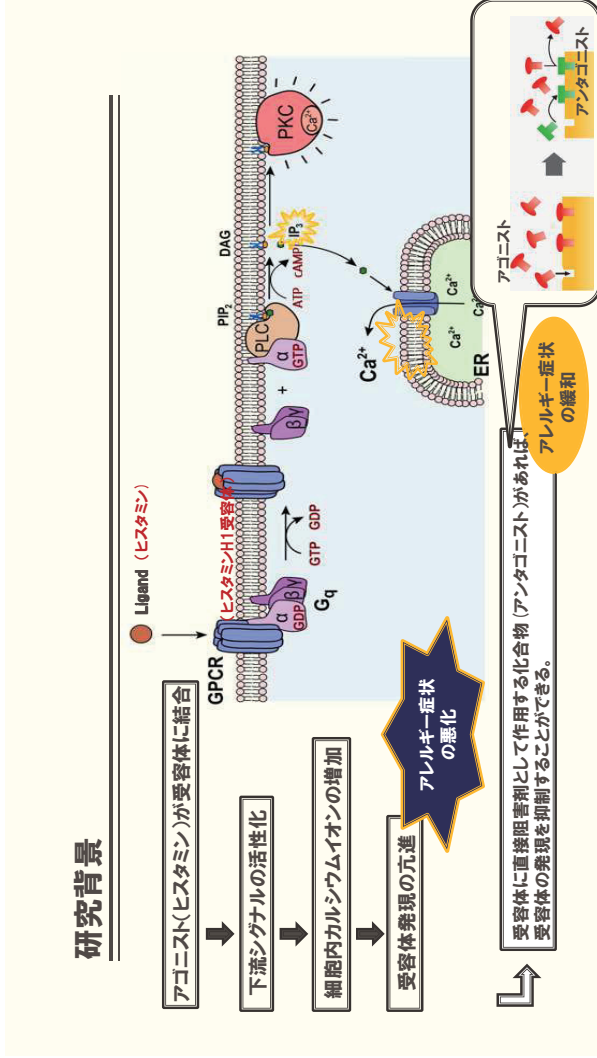 研究背景
アゴニスト(ヒスタミン)が受容体に結合
下流シグナルの活性化
細胞内カルシウムイオンの増加
受容体発現の亢進
アレルギー症状
の悪化
Ligand (ヒスタミン)
GPCR
(ヒスタミンH1受容体)
α
βγ
GDP
Gq
GTP GDP
βγ
+
α
GTP
PLC
PIP2
DAG
ATP cAMP
IP3
PKC
Ca2+
Ca2+
Ca2+
Ca2+
ER
受容体に直接阻害剤として作用する化合物(アンタゴニスト)があれば、
受容体の発現を抑制することができる。
アレルギー症状
の緩和
アゴニスト
アンタゴニスト